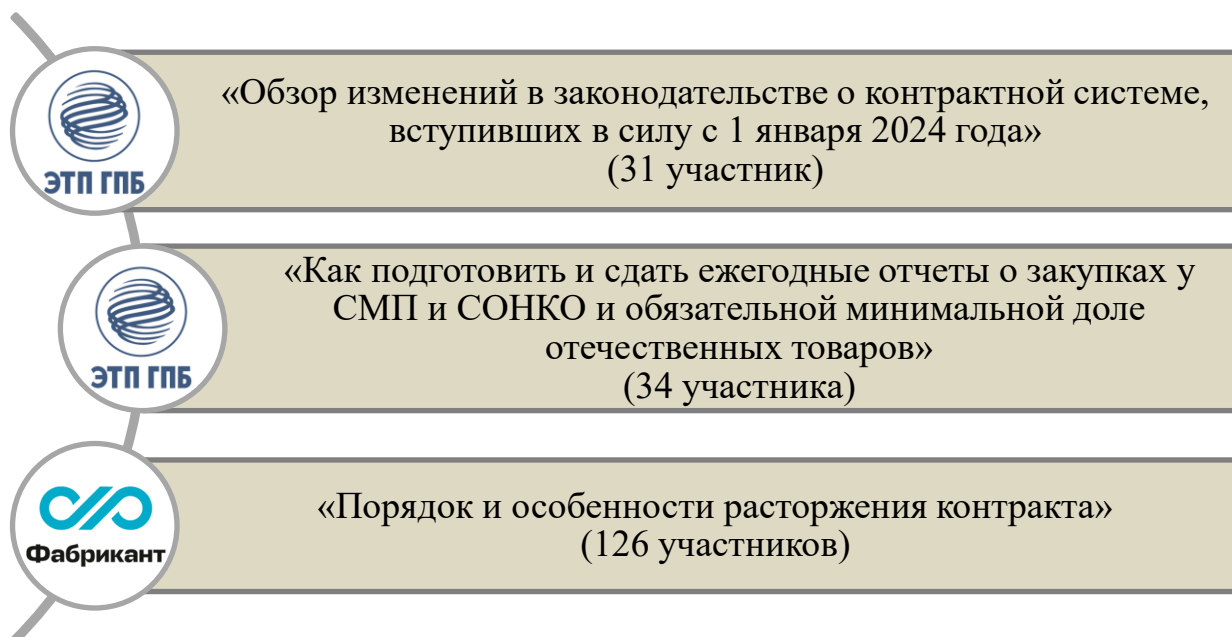 ЭТП ГПБ
«Обзор изменений в законодательстве о контрактной системе,
вступивших в силу с 1 января 2024 года»
(31 участник)
ЭТП ГПБ
«Как подготовить и сдать ежегодные отчеты о закупках у
СМП и СОНКО и обязательной минимальной доле
отечественных товаров»
(34 участника)
Фабрикант
«Порядок и особенности расторжения контракта»
(126 участников)